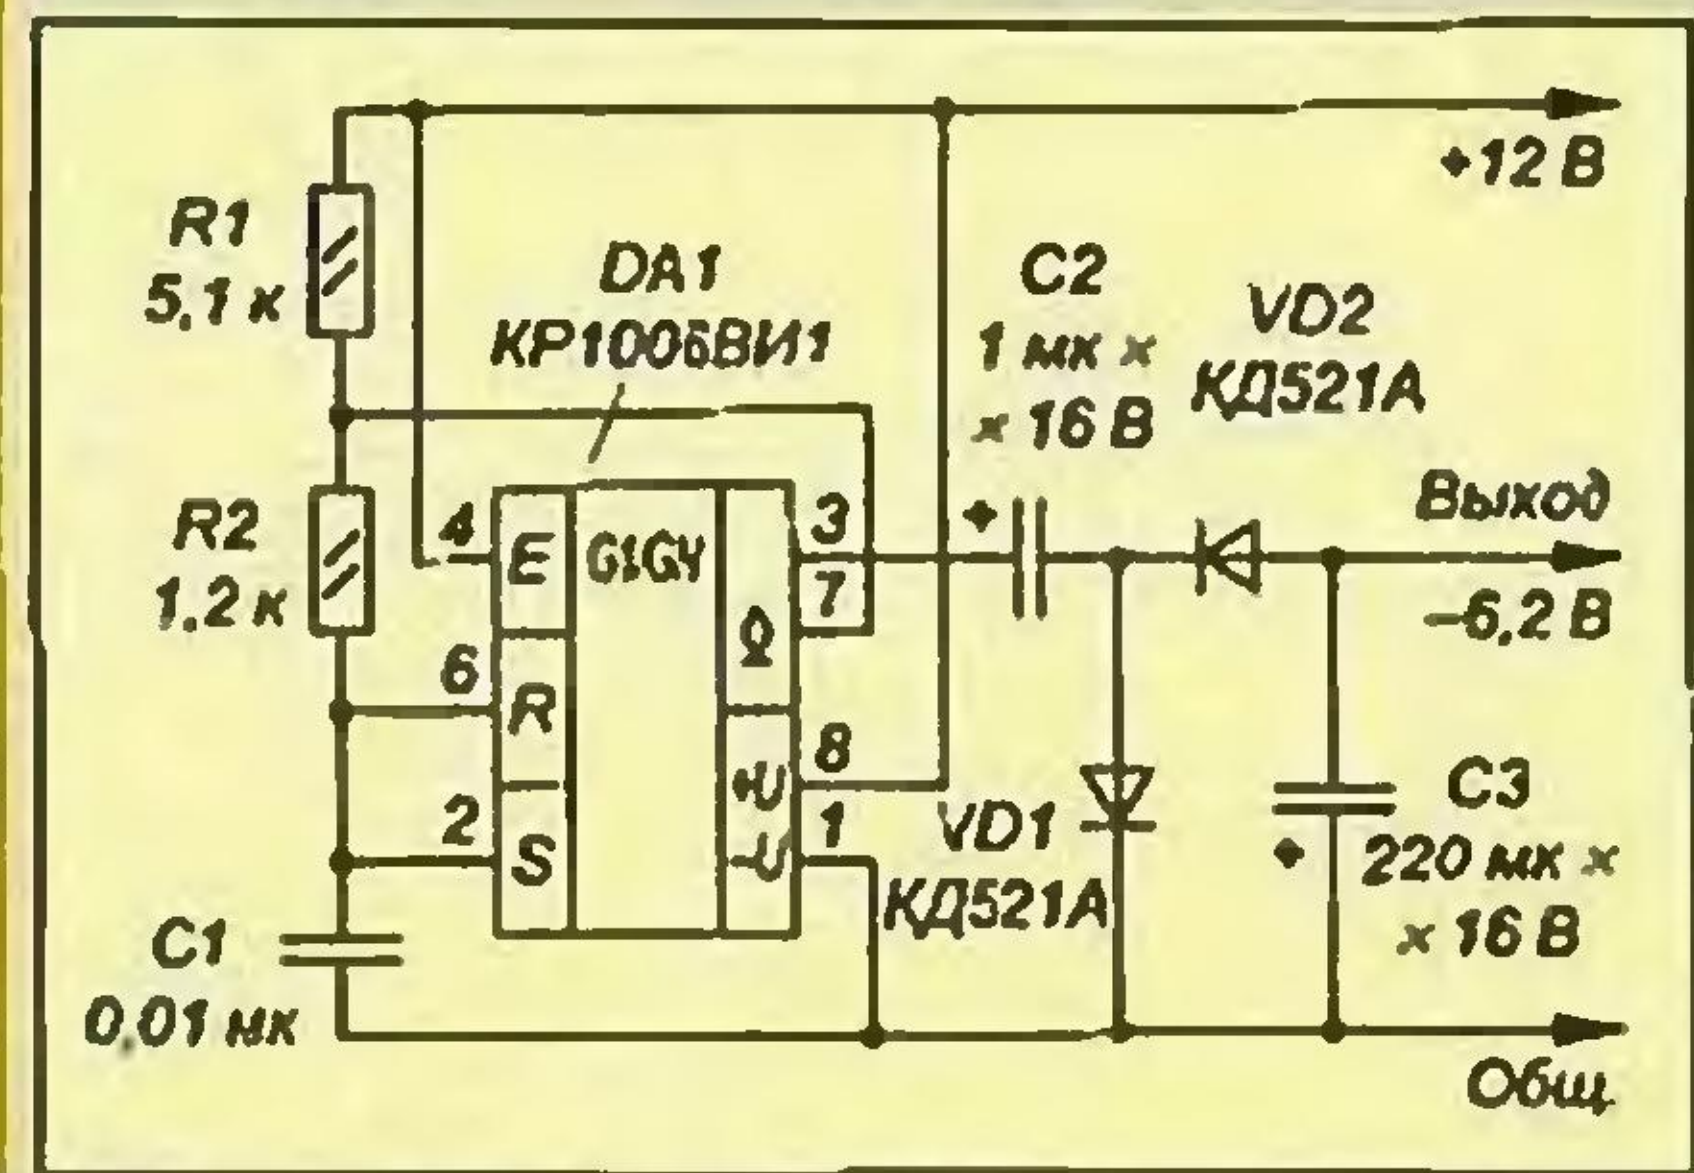 +12 В
R1
5,1 к
DA1
КР1006ВИ1
C2
1 мк ×
× 16 В
VD2
КД521А
Выход
−6,2 В
R2
1,2 к
4
E
G1GN
3
7
6
R
2
S
8
+U
1
−U
VD1
КД521А
C3
+
220 мк ×
× 16 В
+
C1
0,01 мк
Общ.